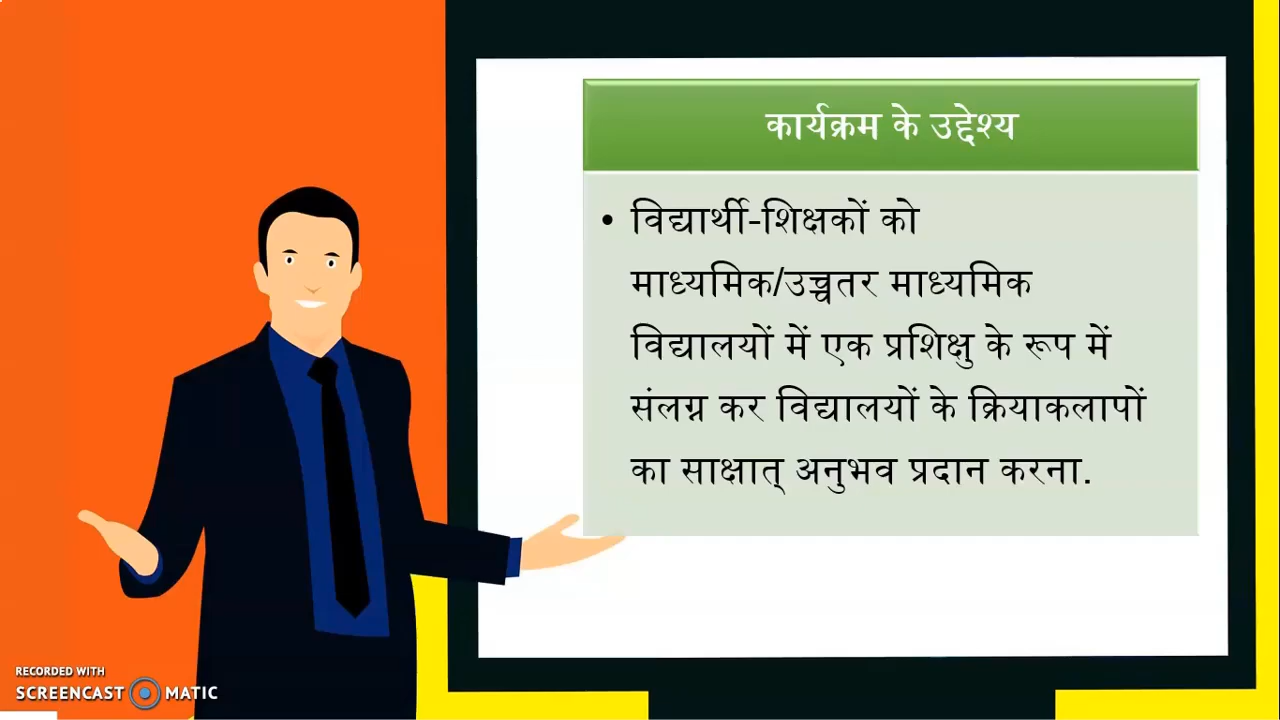 कार्यक्रम के उद्देश्य
• विद्यार्थी-शिक्षकों को
माध्यमिक/उच्चतर माध्यमिक
विद्यालयों में एक प्रशिक्षु के रूप में
संलग्न कर विद्यालयों के क्रियाकलापों
का साक्षात् अनुभव प्रदान करना.
RECORDED WITH
SCREENCAST MATIC